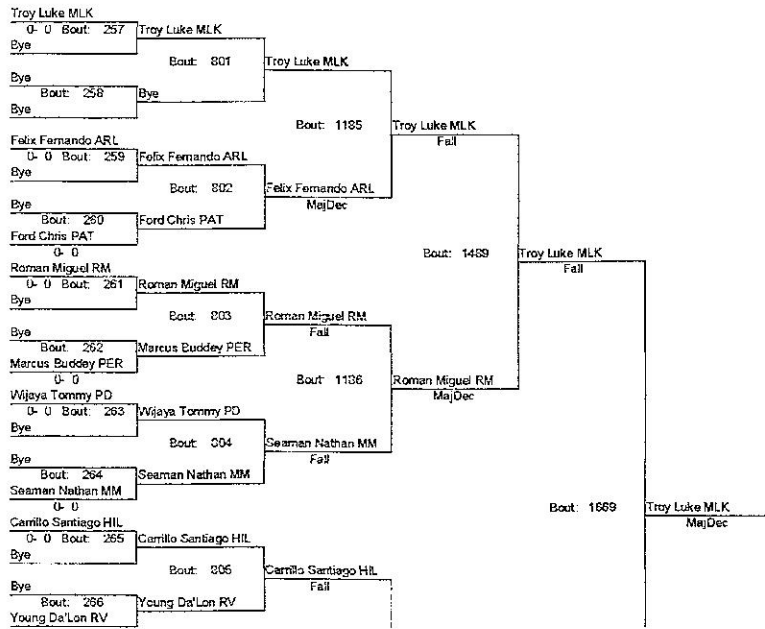 Troy Luke MLK
0- 0 Bout: 257 Troy Luke MLK
Bye
Bout: 801 Troy Luke MLK
Bye
Bout: 258 Bye
Bye
Bout: 1185 Troy Luke MLK
Fall
Felix Fernando ARL
0- 0 Bout: 259 Felix Fernando ARL
Bye
Bout: 802 Felix Fernando ARL
MajDec
Bye
Bout: 260 Ford Chris PAT
Ford Chris PAT
0- 0
Bout: 1489 Troy Luke MLK
Fall
Roman Miguel RM
0- 0 Bout: 261 Roman Miguel RM
Bye
Bout: 803 Roman Miguel RM
Fall
Bye
Bout: 262 Marcus Buddey PER
Marcus Buddey PER
0- 0
Bout: 1186 Roman Miguel RM
MajDec
Wijaya Tommy PD
0- 0 Bout: 263 Wijaya Tommy PD
Bye
Bout: 804 Seaman Nathan MM
Fall
Bye
Bout: 264 Seaman Nathan MM
Seaman Nathan MM
0- 0
Bout: 1669 Troy Luke MLK
MajDec
Carrillo Santiago HIL
0- 0 Bout: 265 Carrillo Santiago HIL
Bye
Bout: 805 Carrillo Santiago HIL
Fall
Bye
Bout: 266 Young Da'Lon RV
Young Da'Lon RV